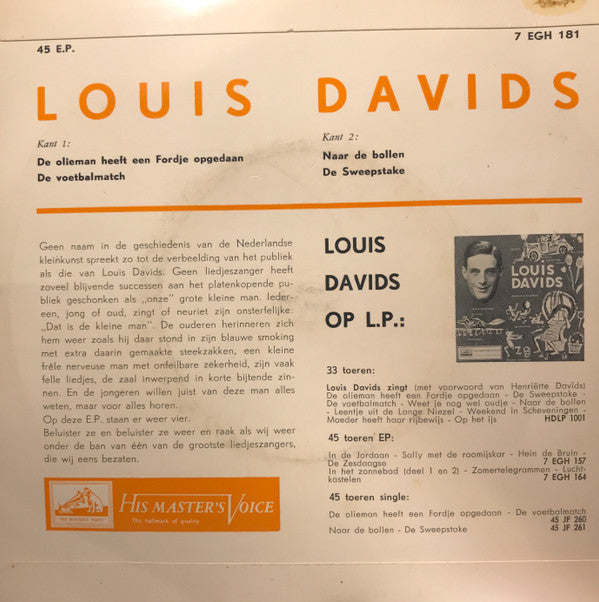 45 E.P.
7 EGH 181
LOUIS DAVIDS
Kant 1:
De olieman heeft een Fordje opgedaan
De voetbalmatch
Kant 2:
Naar de bollen
De Sweepstake
Geen naam in de geschiedenis van de Nederlandse
kleinkunst spreekt zo tot de verbeelding van het publiek
als die van Louis Davids. Geen liedjeszanger heeft
zoveel blijvende successen aan het platenkopende pu-
bliek geschonken als „onze" grote kleine man. Ieder-
een, jong of oud, zingt of neuriet zijn onsterfelijke:
„Dat is de kleine man". De ouderen herinneren zich
hem weer zoals hij daar stond in zijn blauwe smoking
met extra daarin gemaakte steekzakken, een kleine
frêle nerveuse man met onfeilbare zekerheid, zijn vaak
felle liedjes, de zaal inwerpend in korte bijtende zin-
nen. En de jongeren willen juist van deze man alles
weten, maar voor alles horen.
Op deze E.P. staan er weer vier.
Beluister ze en beluister ze weer en raak als wij weer
onder de ban van één van de grootste liedjeszangers,
die wij eens bezaten.
"HIS MASTER'S VOICE"
HIS MASTER'S VOICE
The hallmark of quality
LOUIS
DAVIDS
OP L.P.:
LOUIS
DAVIDS
33 toeren:
Louis Davids zingt (met voorwoord van Henriëtte Davids)
De olieman heeft een Fordje opgedaan - De Sweepstake -
De voetbalmatch - Weet je nog wel oudje - Naar de bollen
- Leentje uit de Lange Niezel - Weekend in Scheveningen -
Moeder heeft haar rijbewijs - Op het ijs HDLP 1001
45 toeren EP:
In de Jordaan - Sally met de roomijskar - Hein de Bruin -
De Zesdaagse 7 EGH 157
In het zonnebad (deel 1 en 2) - Zomertelegrammen - Lucht-
kastelen 7 EGH 164
45 toeren single:
De olieman heeft een Fordje opgedaan - De voetbalmatch
45 JF 260
Naar de bollen - De Sweepstake 45 JF 261